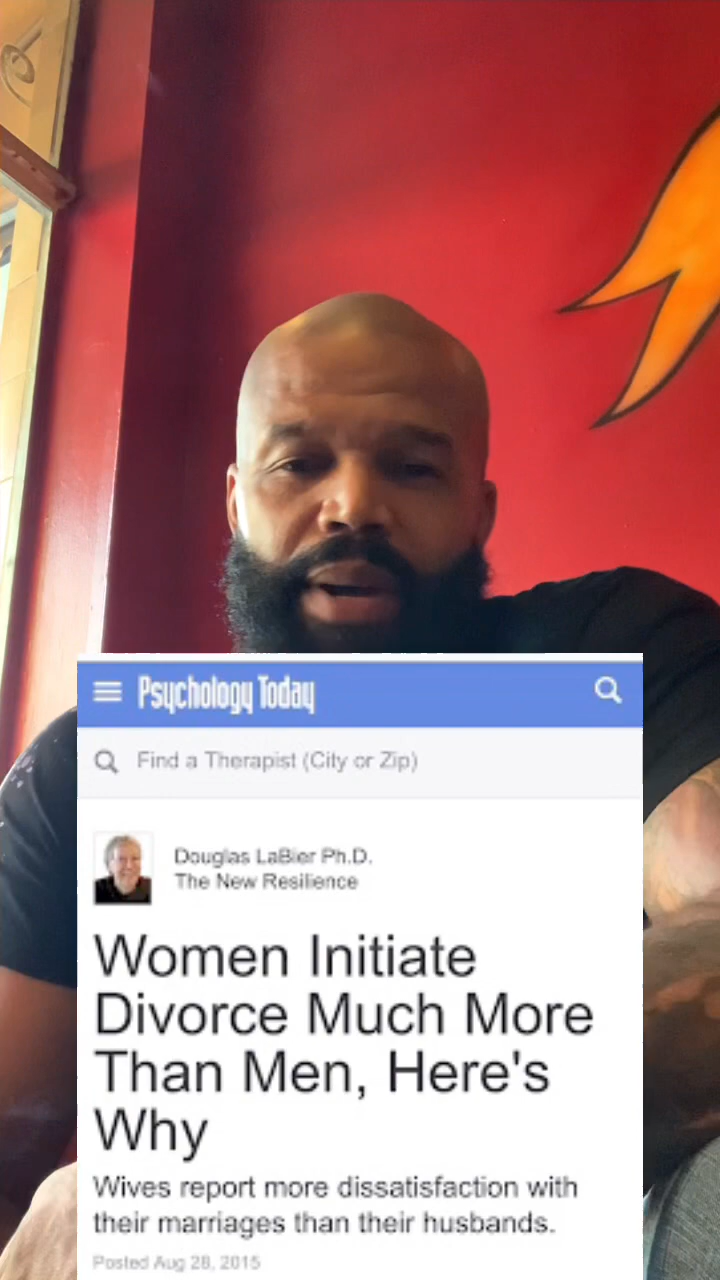 Psychology Today
Find a Therapist (City or Zip)
Douglas LaBier Ph.D.
The New Resilience
Women Initiate
Divorce Much More
Than Men, Here's
Why
Wives report more dissatisfaction with
their marriages than their husbands.
Posted Aug 28, 2015